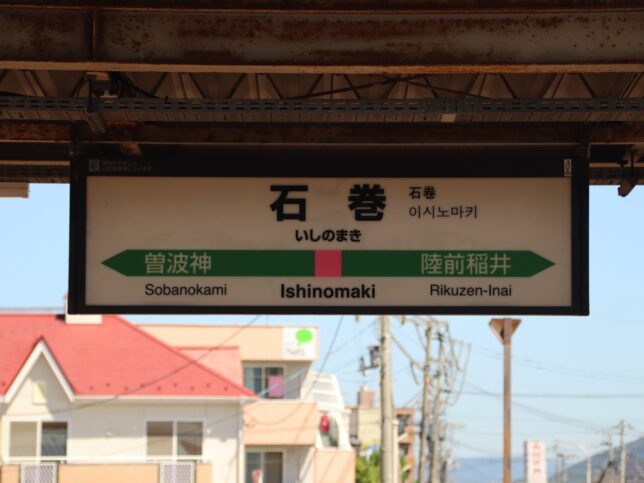 石巻
石卷
이시노마키
いしのまき
曽波神
陸前稲井
Sobanokami
Ishinomaki
Rikuzen-Inai